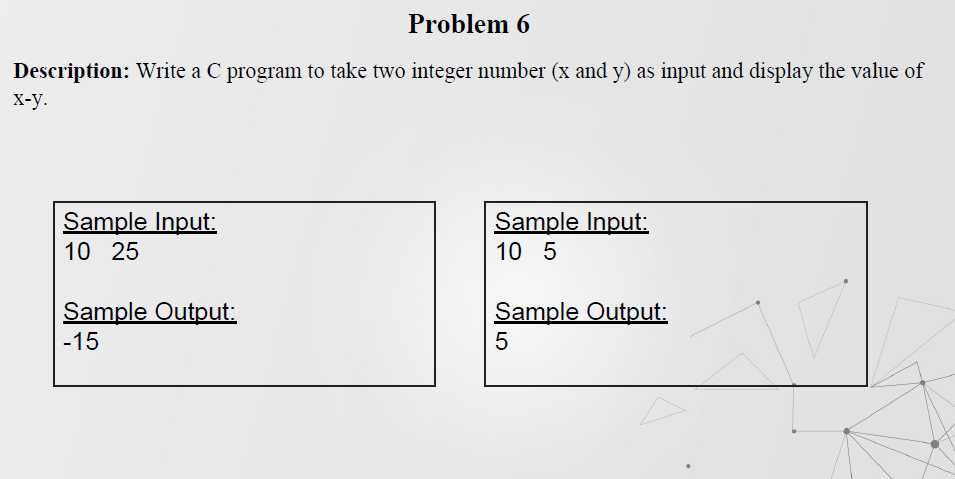 Problem 6
Description: Write a C program to take two integer number (x and y) as input and display the value of
x-y.
Sample Input:
10 25
Sample Output:
-15
Sample Input:
10 5
Sample Output:
5